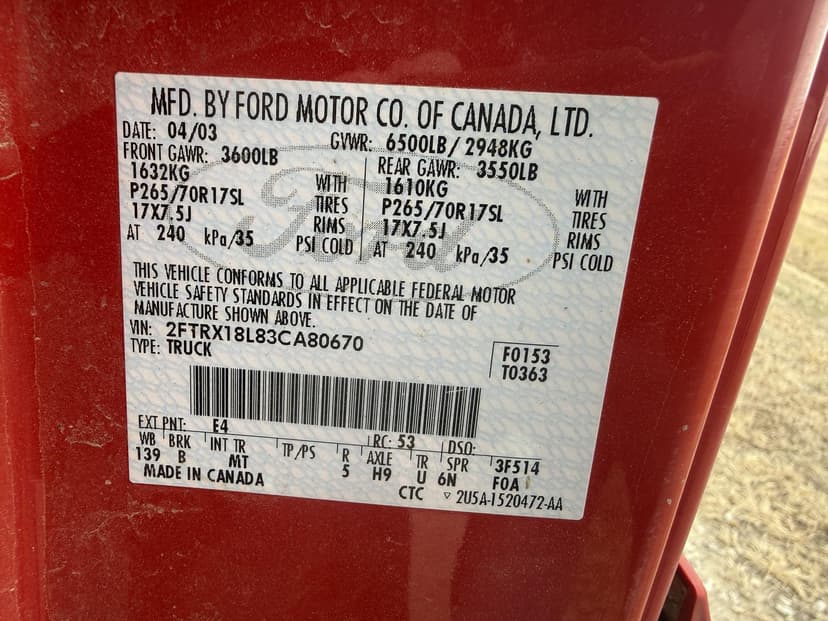 MFD. BY FORD MOTOR CO. OF CANADA, LTD.
DATE: 04/03 GVWR: 6500LB/ 2948KG
FRONT GAWR: 3600LB REAR GAWR: 3550LB
1632KG WITH 1610KG WITH
P265/70R17SL TIRES P265/70R17SL TIRES
17X7.5J RIMS 17X7.5J RIMS
AT 240 kPa/35 PSI COLD AT 240 kPa/35 PSI COLD
THIS VEHICLE CONFORMS TO ALL APPLICABLE FEDERAL MOTOR
VEHICLE SAFETY STANDARDS IN EFFECT ON THE DATE OF
MANUFACTURE SHOWN ABOVE.
VIN: 2FTRX18L83CA80670
TYPE: TRUCK
F0153
T0363
EXT PNT: E4 RC: 53 DSO:
WB BRK INT TR TP/PS R AXLE TR SPR 3F514
139 B MT 5 H9 U 6N F0A
MADE IN CANADA
CTC ▽ 2U5A-1520472-AA
Ford